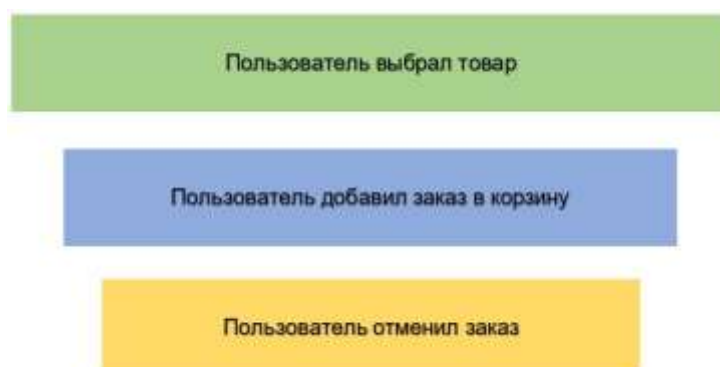 Пользователь выбрал товар
Пользователь добавил заказ в корзину
Пользователь отменил заказ